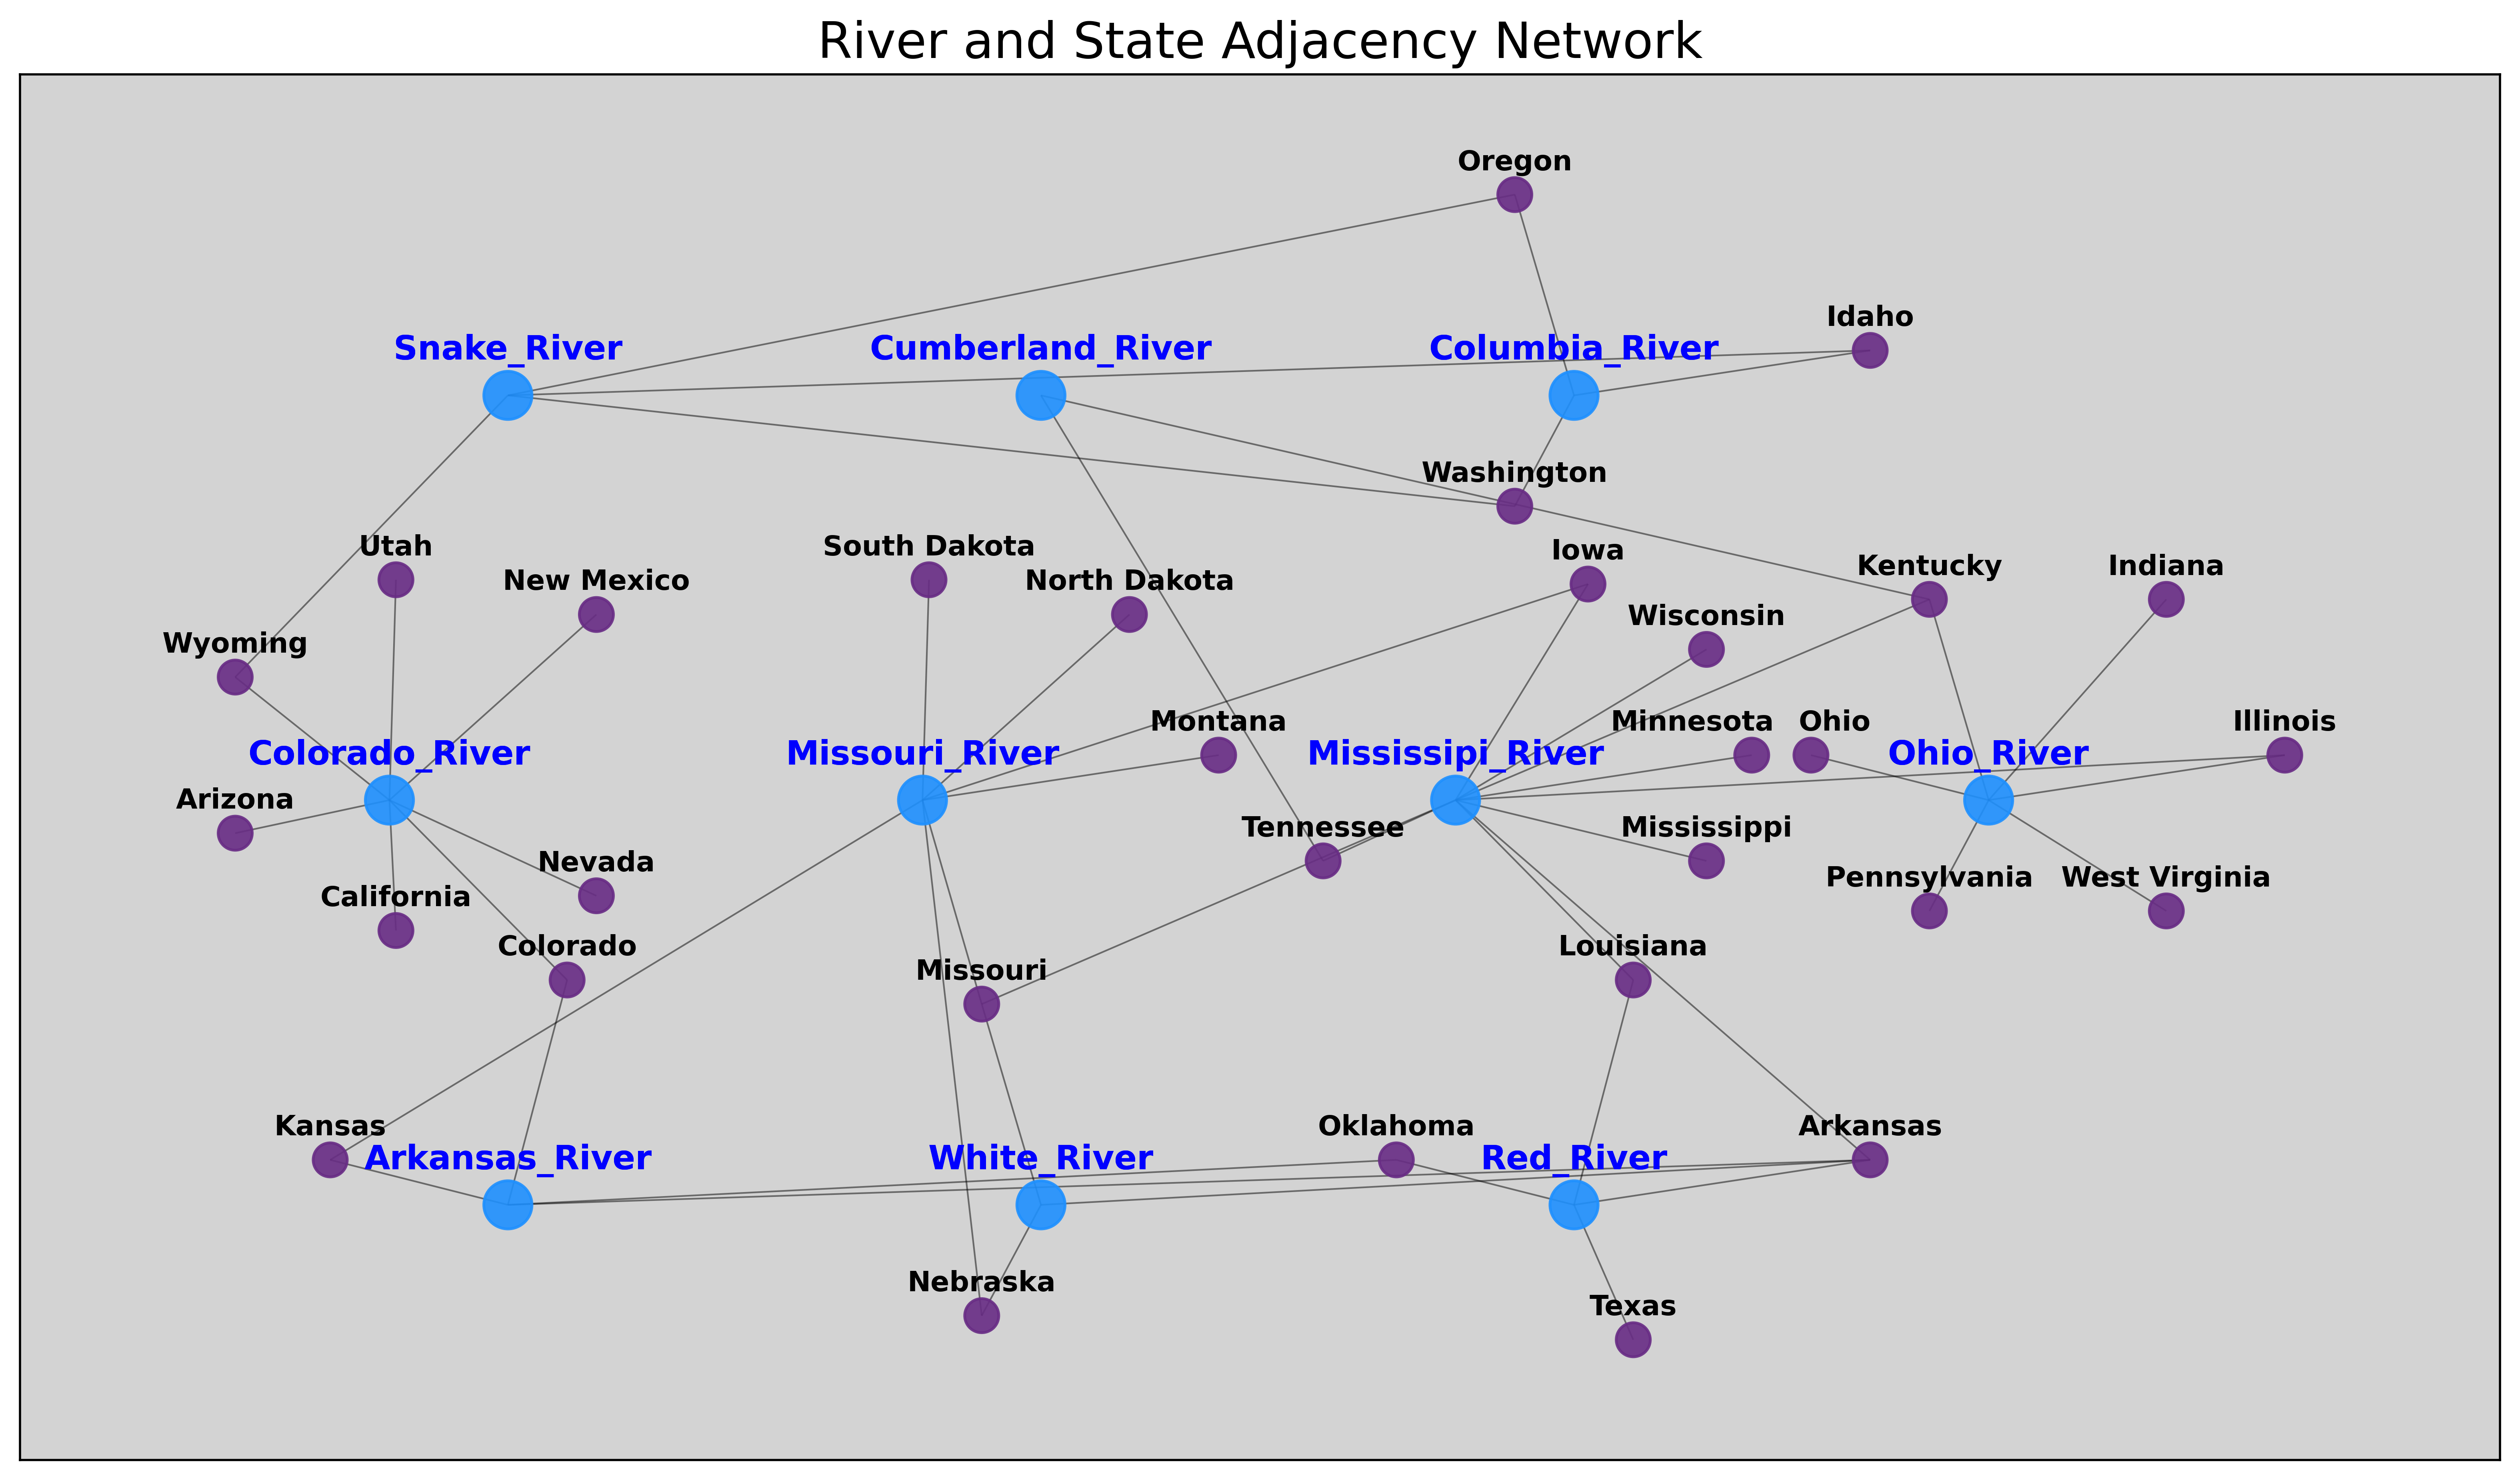 River and State Adjacency Network
Oregon
Idaho
Snake_River
Cumberland_River
Columbia_River
Washington
Utah
South Dakota
Iowa
Kentucky
Indiana
New Mexico
North Dakota
Wisconsin
Wyoming
Montana
Minnesota
Ohio
Illinois
Colorado_River
Missouri_River
Mississipi_River
Ohio_River
Arizona
Tennessee
Mississippi
Nevada
Pennsylvania
West Virginia
California
Colorado
Louisiana
Missouri
Kansas
Oklahoma
Arkansas
Arkansas_River
White_River
Red_River
Nebraska
Texas